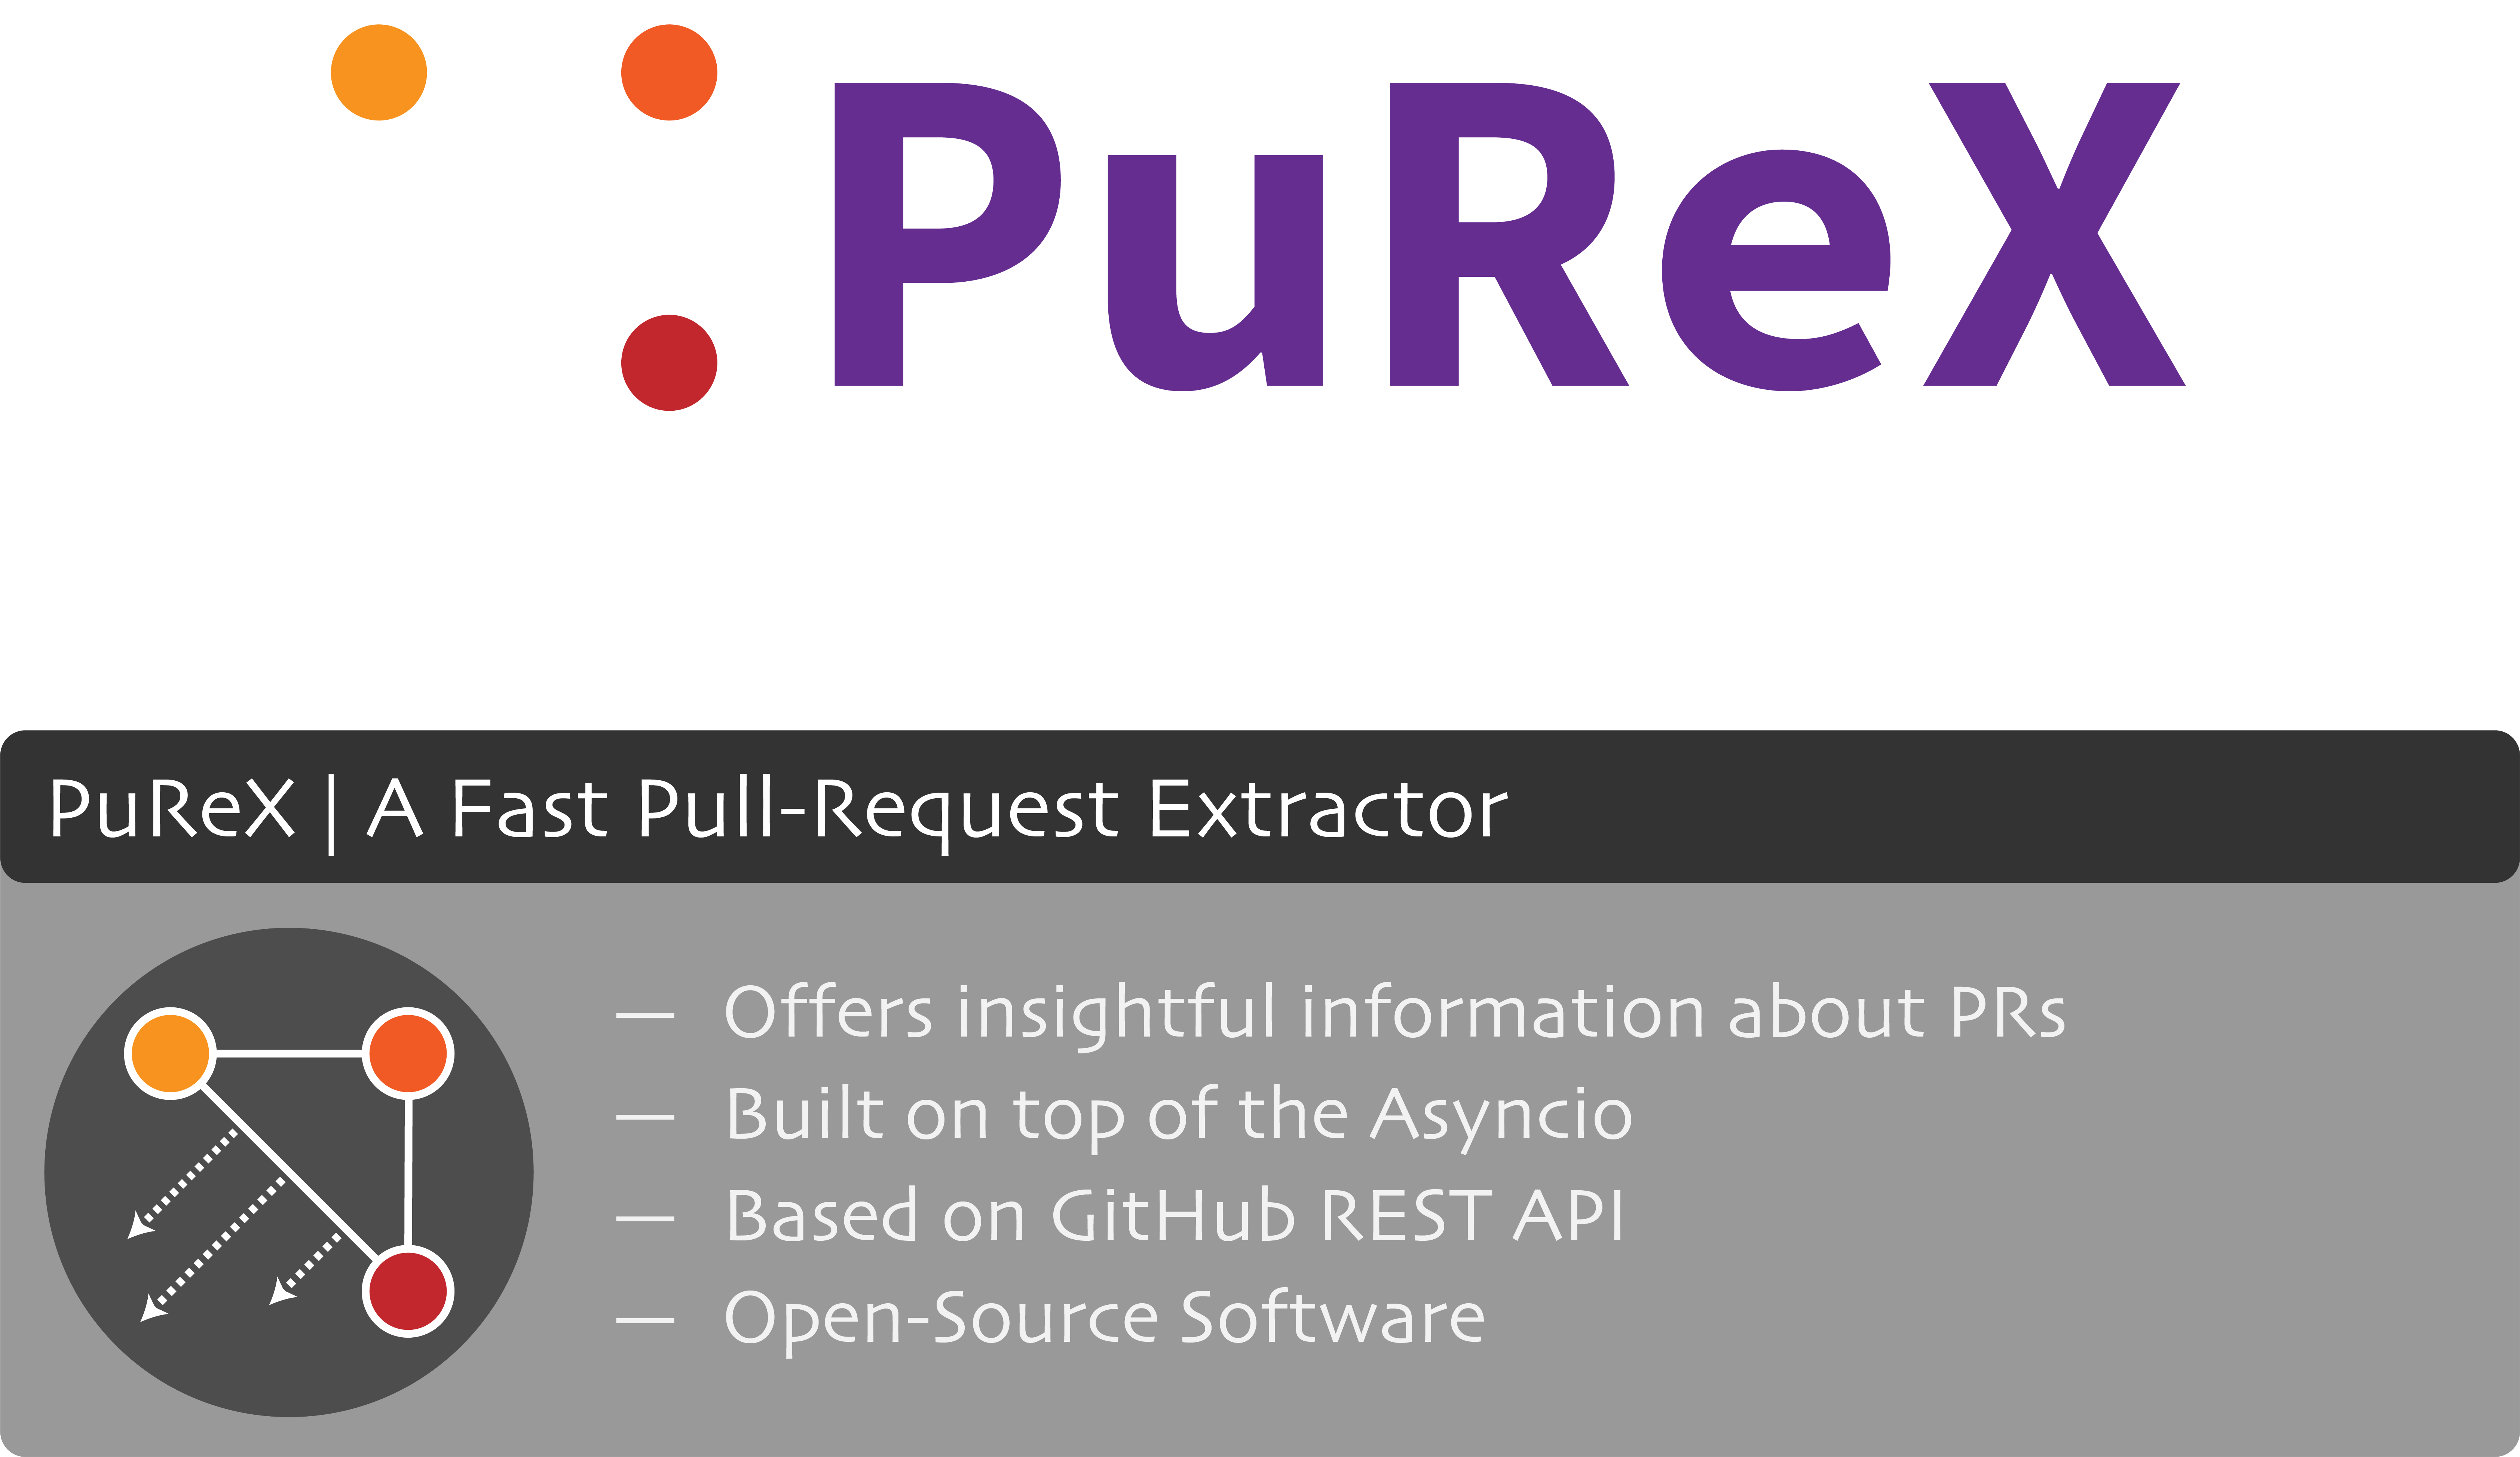 PuReX
PuReX | A Fast Pull-Request Extractor
— Offers insightful information about PRs
— Built on top of the Asyncio
— Based on GitHub REST API
— Open-Source Software